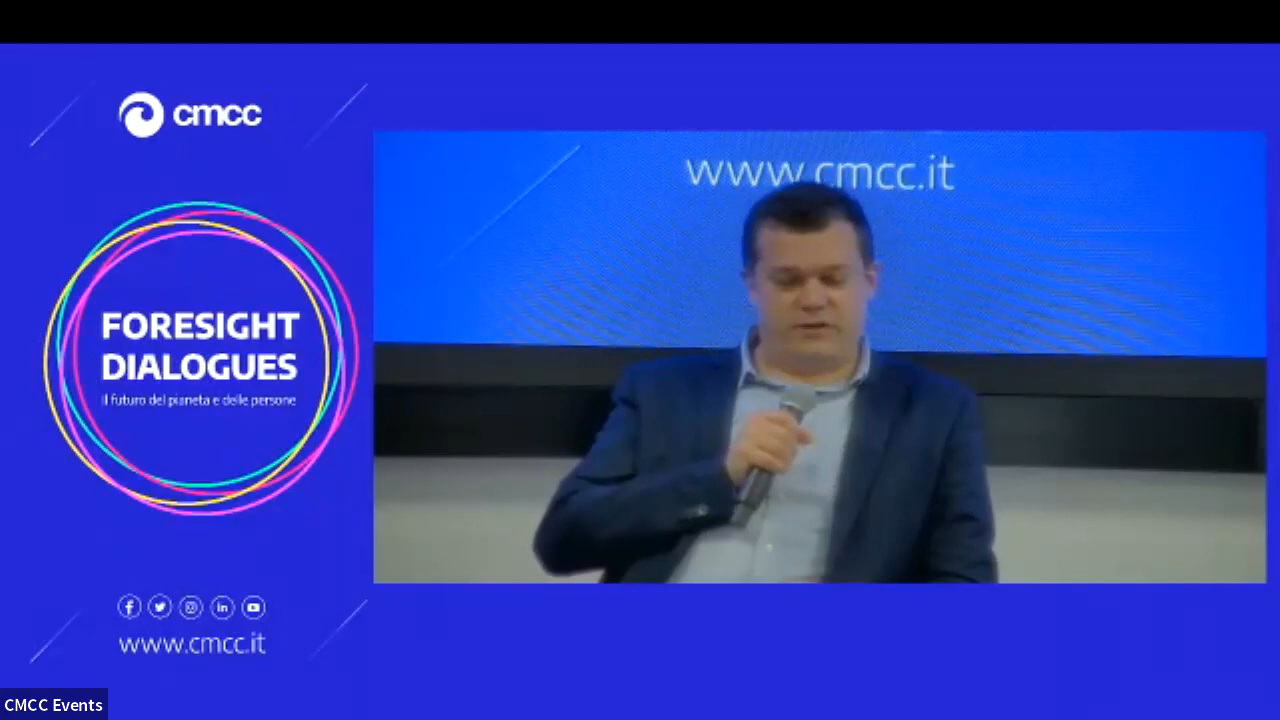 cmcc
FORESIGHT
DIALOGUES
Il futuro del pianeta e delle persone
www.cmcc.it
www.cmcc.it
CMCC Events